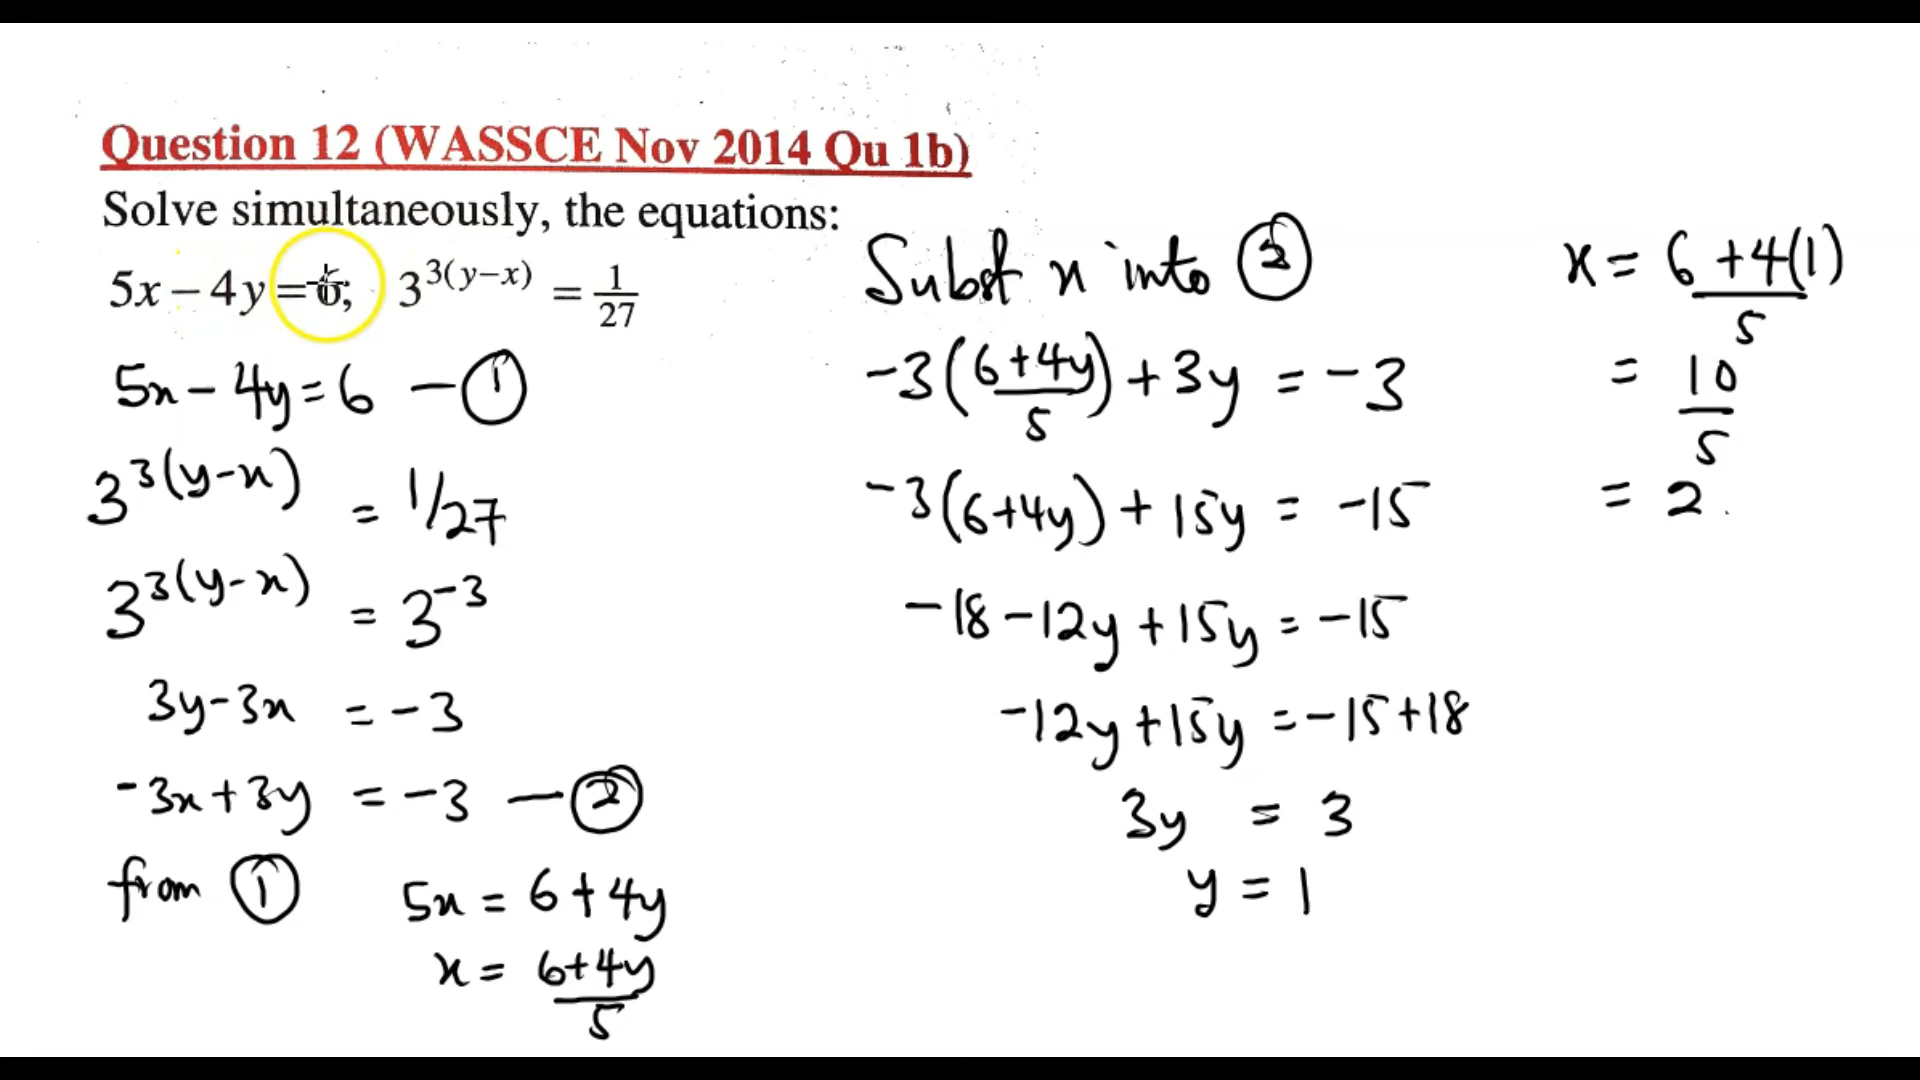 Question 12 (WASSCE Nov 2014 Qu 1b)
Solve simultaneously, the equations:
5x − 4y = 6; 3^{3(y−x)} = 1/27
5x − 4y = 6 — ①
3^{3(y−x)} = 1/27
3^{3(y−x)} = 3^{-3}
3y − 3x = −3
−3x + 3y = −3 — ②
from ① 5x = 6 + 4y
x = 6+4y/5
Subst x into ②
−3(6+4y/5) + 3y = −3
−3(6+4y) + 15y = −15
−18 − 12y + 15y = −15
−12y + 15y = −15 + 18
3y = 3
y = 1
x = 6+4(1)/5
= 10/5
= 2.